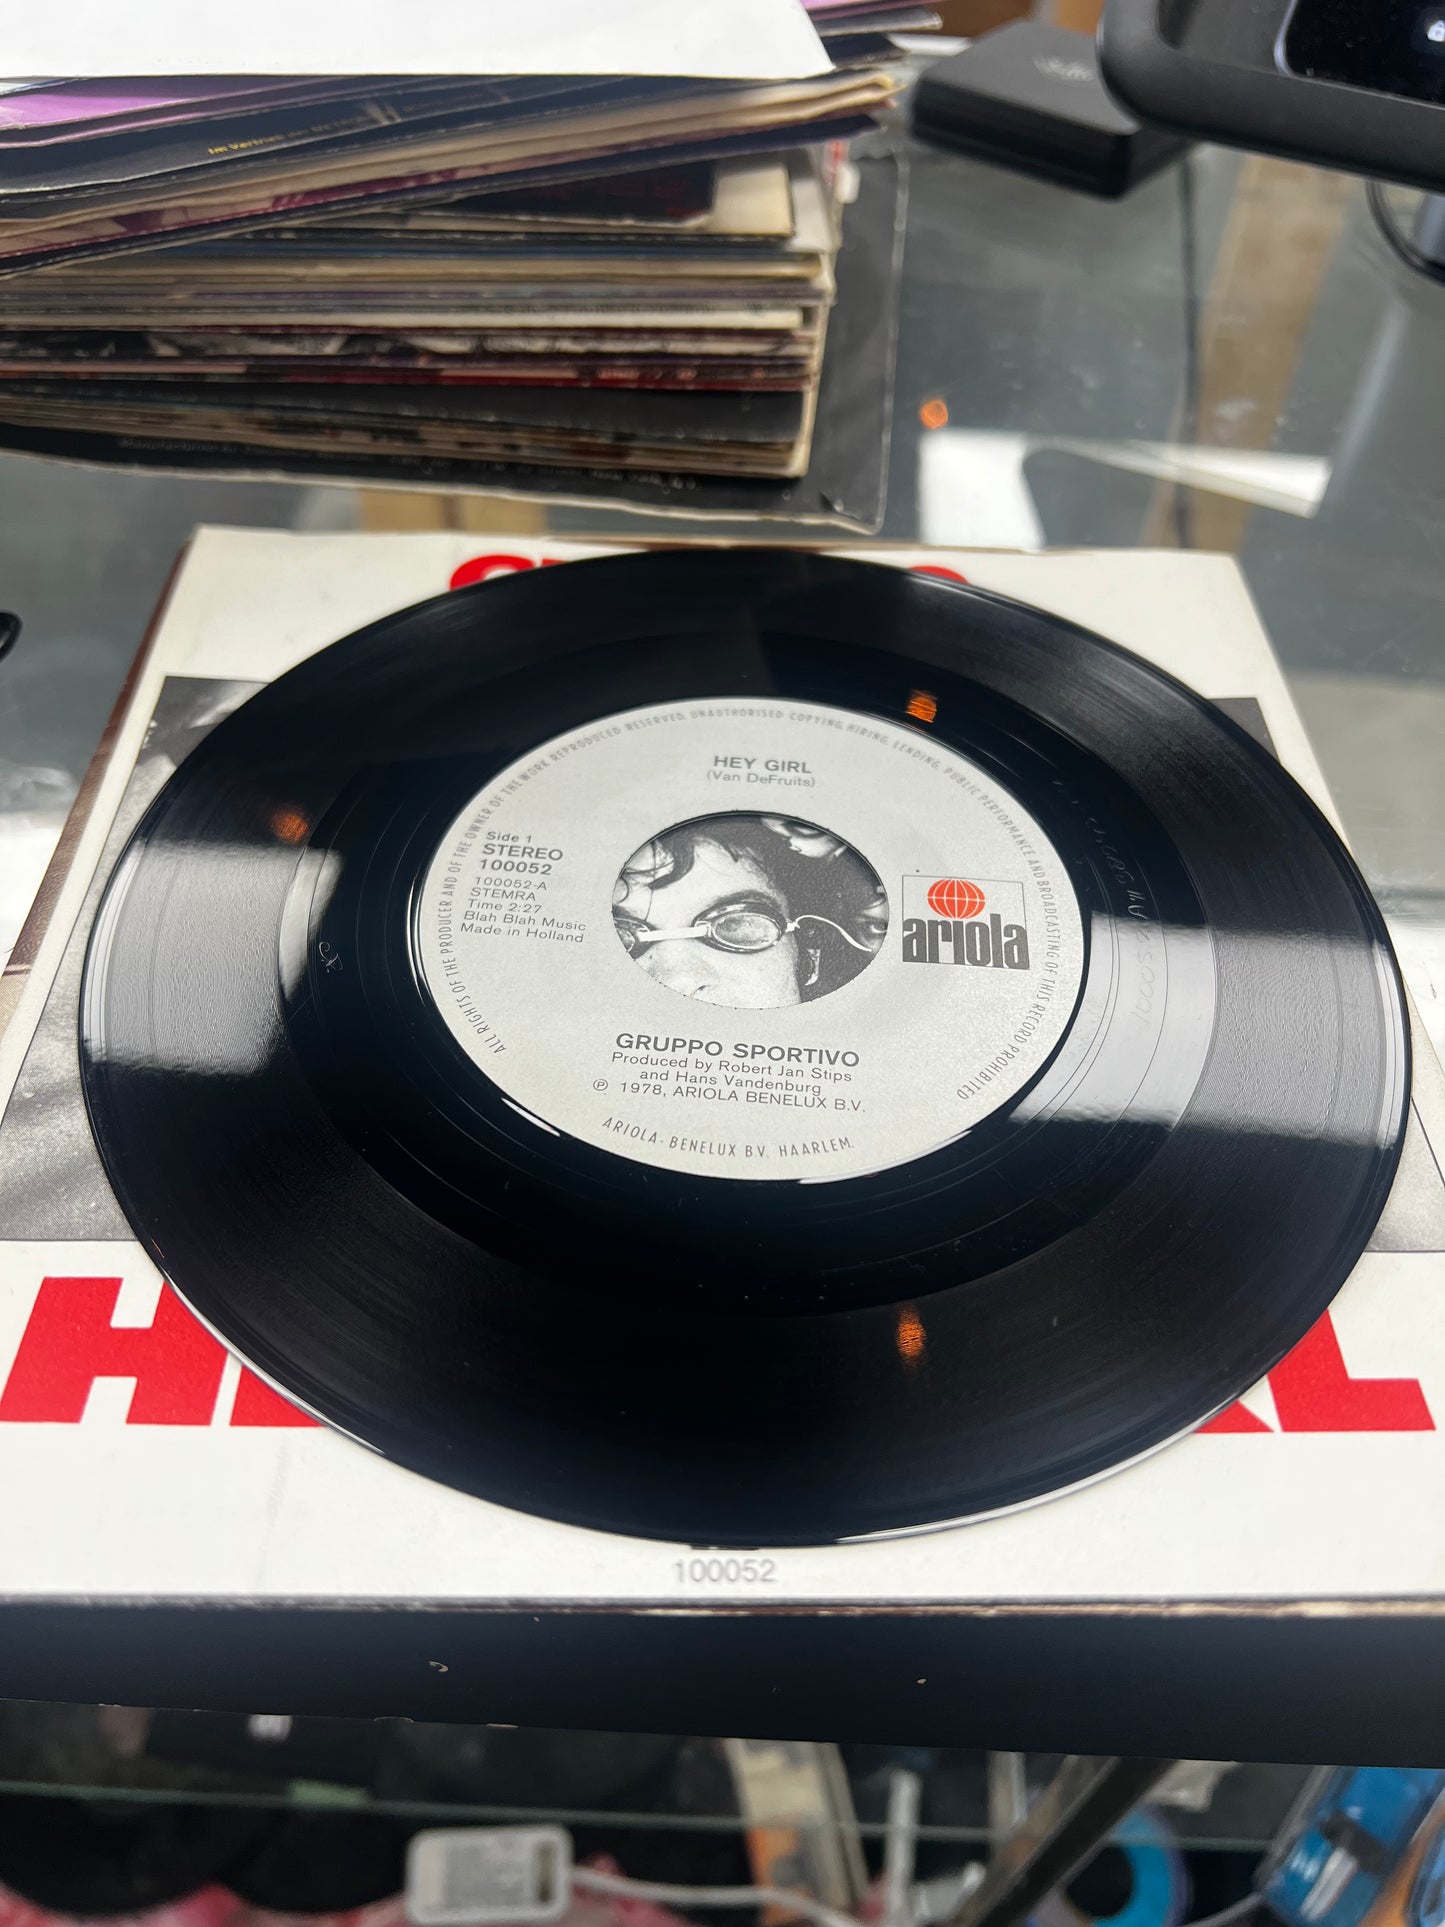 HEY GIRL
(Van DeFruits)
Side 1
STEREO
100052
100052-A
STEMRA
Time 2:27
Blah Blah Music
Made in Holland
ariola
GRUPPO SPORTIVO
Produced by Robert Jan Stips
and Hans Vandenburg
℗ 1978, ARIOLA BENELUX B.V.
ALL RIGHTS OF THE PRODUCER AND OF THE OWNER OF THE WORK REPRODUCED RESERVED. UNAUTHORISED COPYING, HIRING, LENDING, PUBLIC PERFORMANCE AND BROADCASTING OF THIS RECORD PROHIBITED
ARIOLA-BENELUX B.V. HAARLEM.
100052